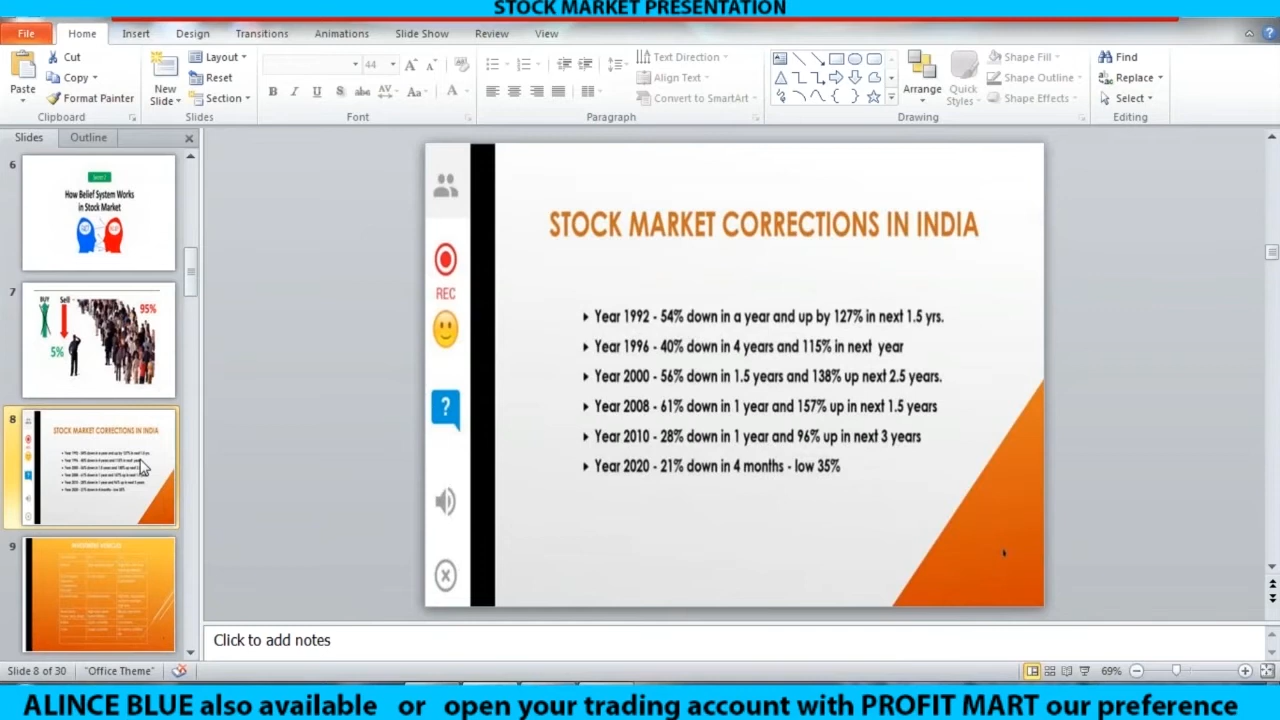 STOCK MARKET PRESENTATION
File Home Insert Design Transitions Animations Slide Show Review View
Paste
Cut
Copy
Format Painter
Clipboard
New
Slide
Layout
Reset
Section
Slides
44
Font
Text Direction
Align Text
Convert to SmartArt
Paragraph
Arrange
Quick
Styles
Shape Fill
Shape Outline
Shape Effects
Drawing
Find
Replace
Select
Editing
Slides Outline
6
How Belief System Works
in Stock Market
7
BUY Sell
95%
5%
8
STOCK MARKET CORRECTIONS IN INDIA
9
REC
?
STOCK MARKET CORRECTIONS IN INDIA
Year 1992 - 54% down in a year and up by 127% in next 1.5 yrs.
Year 1996 - 40% down in 4 years and 115% in next year
Year 2000 - 56% down in 1.5 years and 138% up next 2.5 years.
Year 2008 - 61% down in 1 year and 157% up in next 1.5 years
Year 2010 - 28% down in 1 year and 96% up in next 3 years
Year 2020 - 21% down in 4 months - low 35%
Click to add notes
Slide 8 of 30 "Office Theme" 69%
ALINCE BLUE also available or open your trading account with PROFIT MART our preference